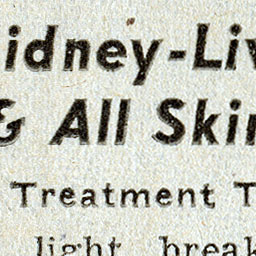 idney-Liv
& All Skin
Treatment T
light break